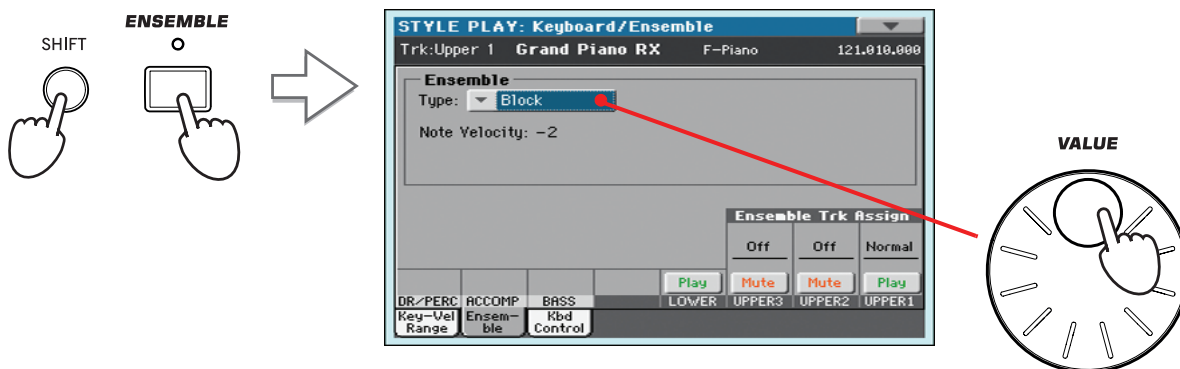 ENSEMBLE
SHIFT
STYLE PLAY: Keyboard/Ensemble
Trk:Upper 1 Grand Piano RX F-Piano 121.010.000
Ensemble
Type: Block
Note Velocity: -2
VALUE
Ensemble Trk Assign
Off Off Normal
Play Mute Mute Play
DR/PERC ACCOMP BASS LOWER UPPER3 UPPER2 UPPER1
Key-Vel Range Ensem-ble Kbd Control